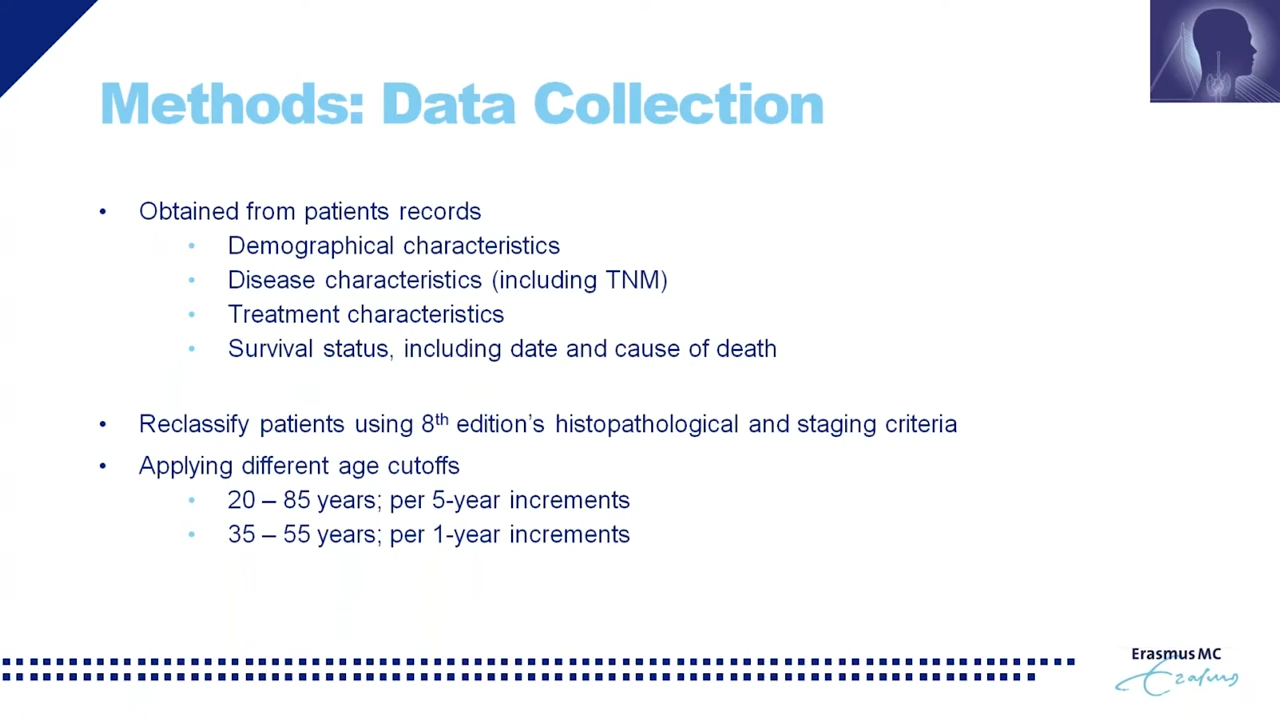 Methods: Data Collection
• Obtained from patients records
• Demographical characteristics
• Disease characteristics (including TNM)
• Treatment characteristics
• Survival status, including date and cause of death
• Reclassify patients using 8th edition’s histopathological and staging criteria
• Applying different age cutoffs
• 20 – 85 years; per 5-year increments
• 35 – 55 years; per 1-year increments
Erasmus MC
Erasmus